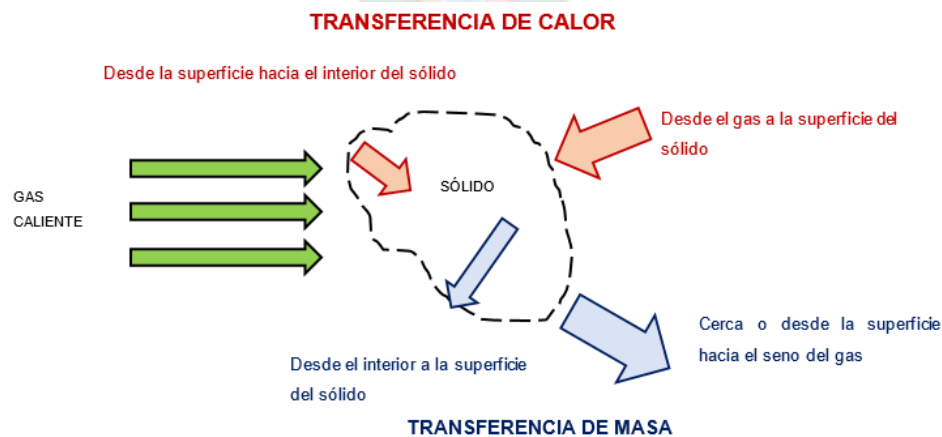 TRANSFERENCIA DE CALOR
Desde la superficie hacia el interior del sólido
Desde el gas a la superficie del
sólido
GAS
CALIENTE
SÓLIDO
Cerca o desde la superficie
hacia el seno del gas
Desde el interior a la superficie
del sólido
TRANSFERENCIA DE MASA